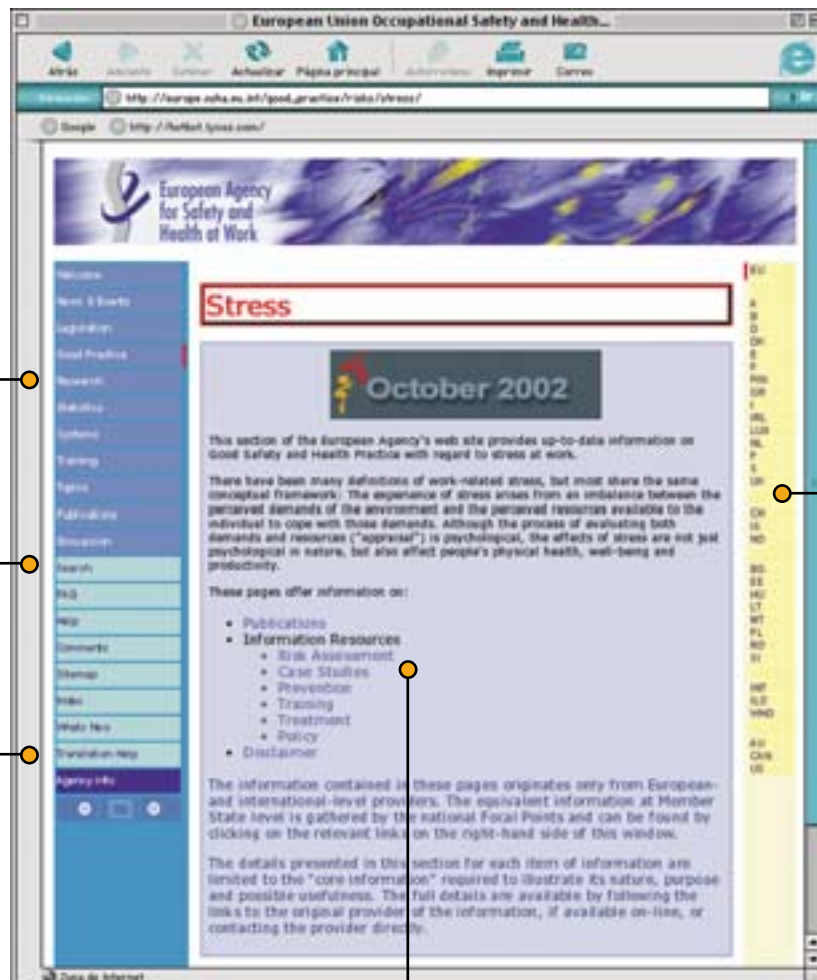 European Union Occupational Safety and Health...
Atrás Adelante Detener Actualizar Página principal Autorrelleno Imprimir Correo
http://europe.osha.eu.int/good_practice/risks/stress/
Google http://hotbot.lycos.com/
European Agency
for Safety and
Health at Work
Welcome
News & Events
Legislation
Good Practice
Research
Statistics
Systems
Training
Topics
Publications
Discussion
Search
FAQ
Help
Comments
Sitemap
Index
Whats New
Translation Help
Agency info
Stress
October 2002
This section of the European Agency's web site provides up-to-date information on
Good Safety and Health Practice with regard to stress at work.
There have been many definitions of work-related stress, but most share the same
conceptual framework: The experience of stress arises from an imbalance between the
perceived demands of the environment and the perceived resources available to the
individual to cope with those demands. Although the process of evaluating both
demands and resources ("appraisal") is psychological, the effects of stress are not just
psychological in nature, but also affect people's physical health, well-being and
productivity.
These pages offer information on:
• Publications
• Information Resources
• Risk Assessment
• Case Studies
• Prevention
• Training
• Treatment
• Policy
• Disclaimer
The information contained in these pages originates only from European-
and international-level providers. The equivalent information at Member
State level is gathered by the national Focal Points and can be found by
clicking on the relevant links on the right-hand side of this window.
The details presented in this section for each item of information are
limited to the "core information" required to illustrate its nature, purpose
and possible usefulness. The full details are available by following the
links to the original provider of the information, if available on-line, or
contacting the provider directly.
EU
A
B
D
DK
E
F
FIN
GR
I
IRL
LUX
NL
P
S
UK
CH
IS
NO
BG
EE
HU
LT
MT
PL
RO
SI
INT
ILO
WHO
AU
CAN
US
Zona de Internet